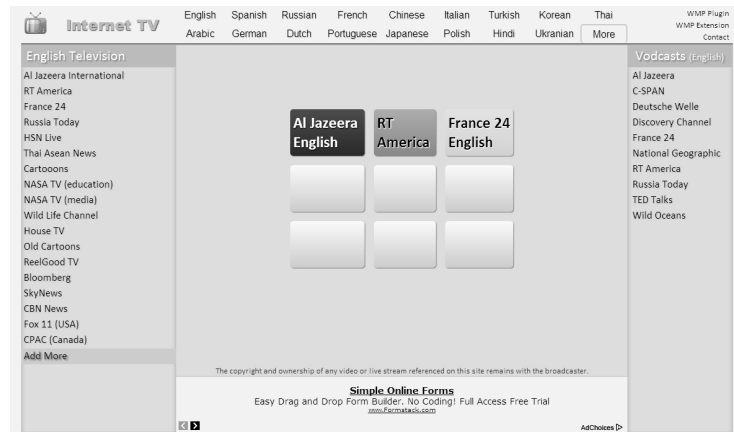 Internet TV
English Spanish Russian French Chinese Italian Turkish Korean Thai
Arabic German Dutch Portuguese Japanese Polish Hindi Ukranian More
WMP Plugin
WMP Extension
Contact
English Television
Al Jazeera International
RT America
France 24
Russia Today
HSN Live
Thai Asean News
Cartooons
NASA TV (education)
NASA TV (media)
Wild Life Channel
House TV
Old Cartoons
ReelGood TV
Bloomberg
SkyNews
CBN News
Fox 11 (USA)
CPAC (Canada)
Add More
Al Jazeera
English
RT
America
France 24
English
Vodcasts (English)
Al Jazeera
C-SPAN
Deutsche Welle
Discovery Channel
France 24
National Geographic
RT America
Russia Today
TED Talks
Wild Oceans
The copyright and ownership of any video or live stream referenced on this site remains with the broadcaster.
Simple Online Forms
Easy Drag and Drop Form Builder. No Coding! Full Access Free Trial
www.Formstack.com
AdChoices